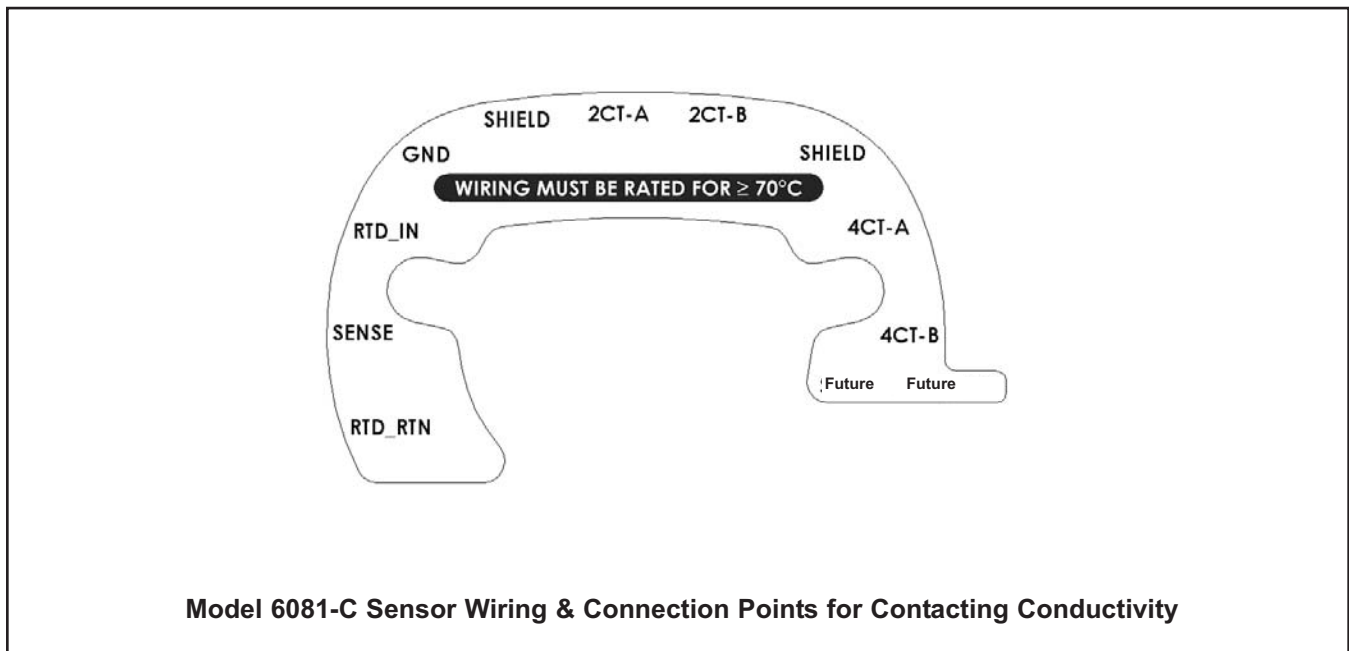 SHIELD 2CT-A 2CT-B
GND SHIELD
WIRING MUST BE RATED FOR ≥ 70°C
RTD_IN 4CT-A
SENSE 4CT-B
Future Future
RTD_RTN
Model 6081-C Sensor Wiring & Connection Points for Contacting Conductivity